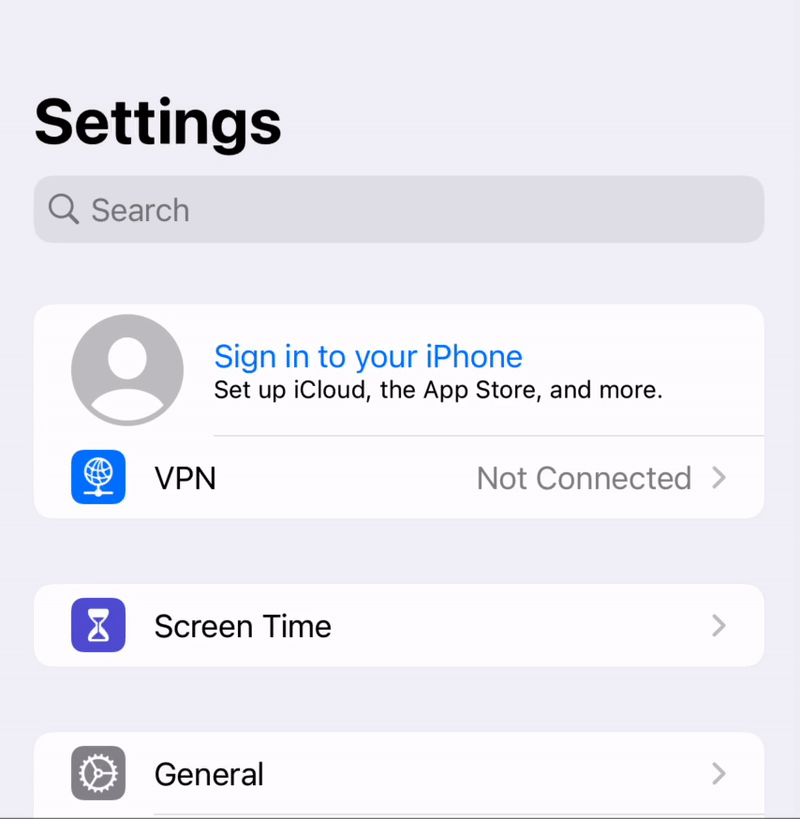 Settings
Search
Sign in to your iPhone
Set up iCloud, the App Store, and more.
VPN Not Connected
Screen Time
General